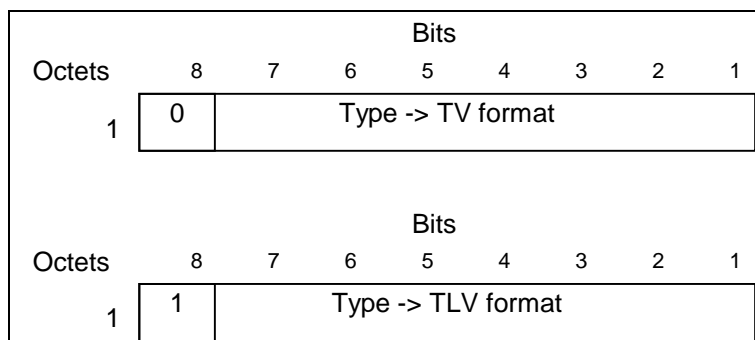 Bits
Octets 8 7 6 5 4 3 2 1
1 0 Type -> TV format
Bits
Octets 8 7 6 5 4 3 2 1
1 1 Type -> TLV format